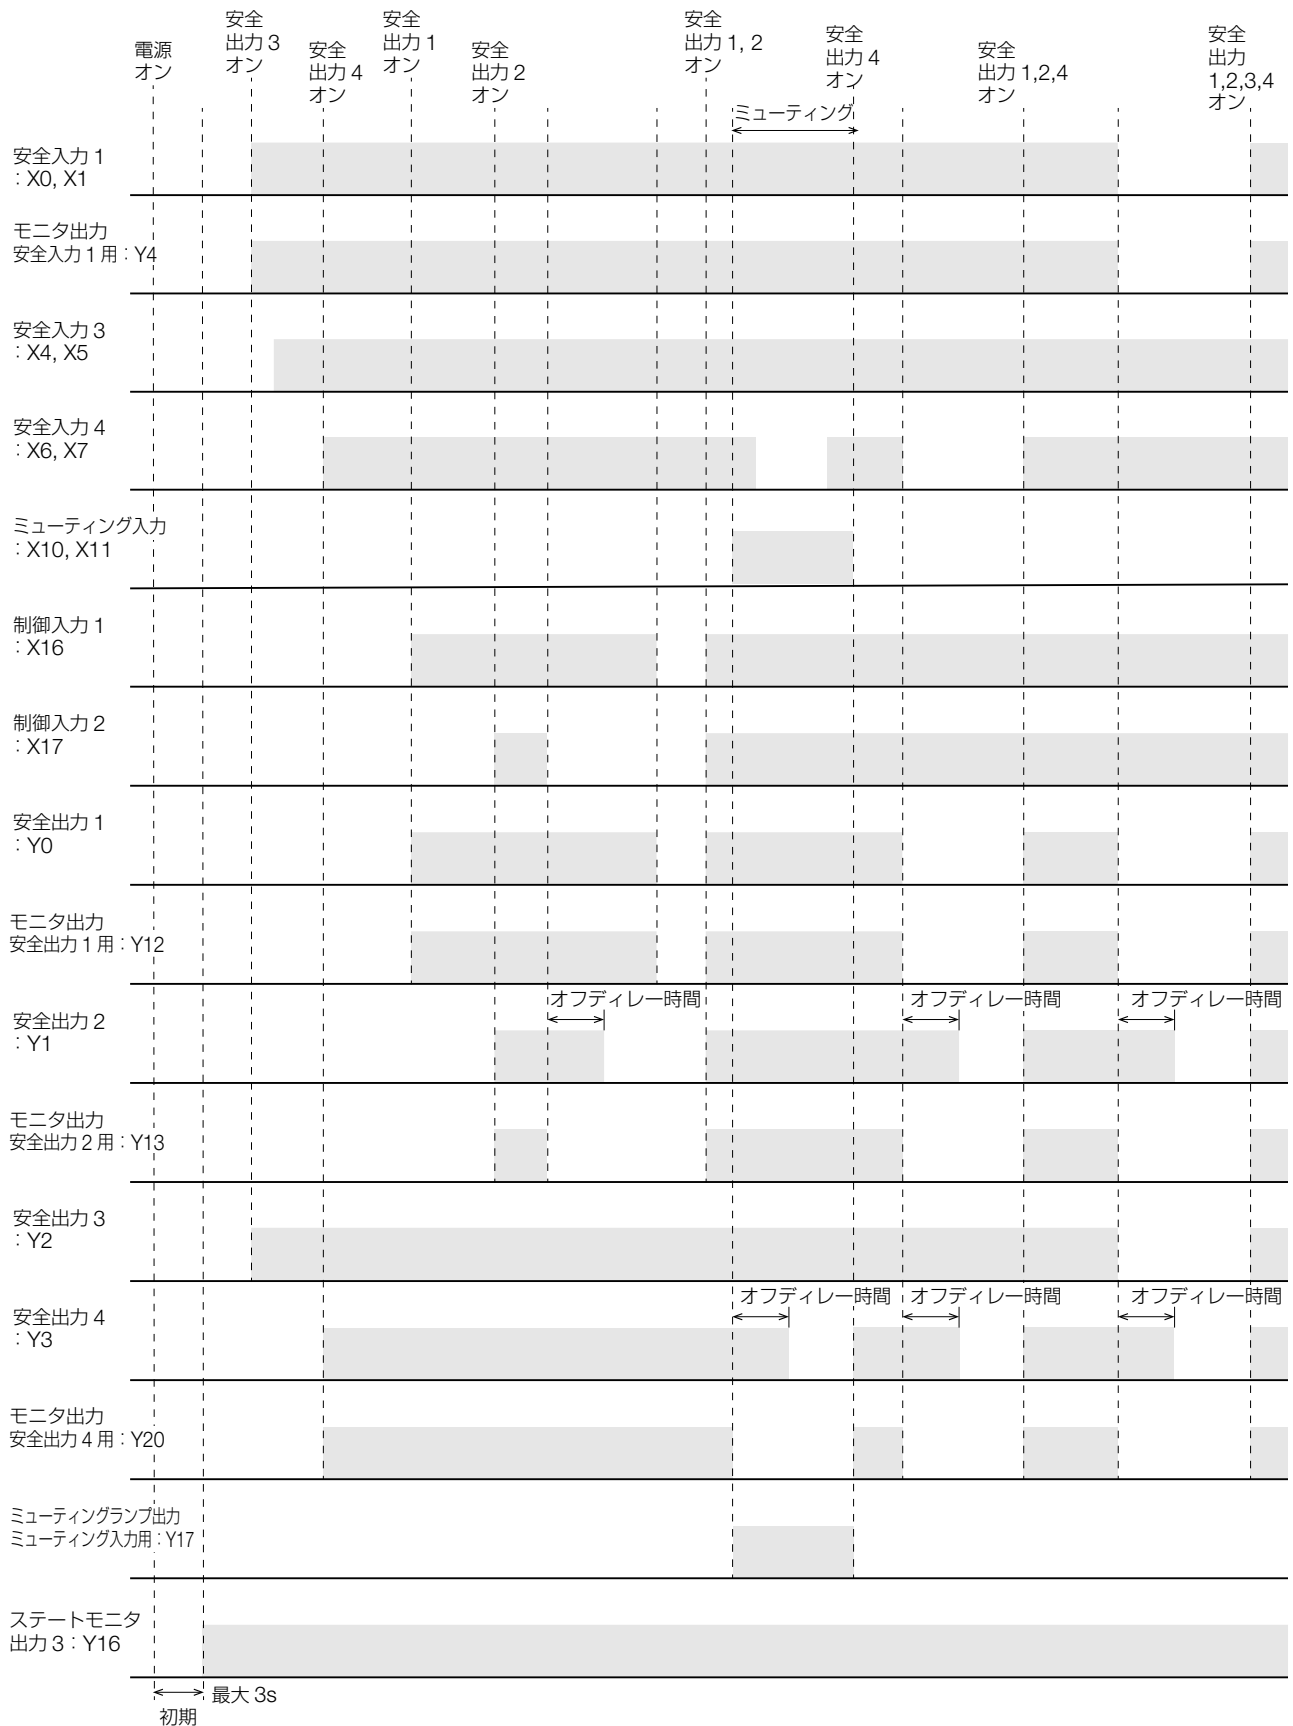 電源
オン
安全
出力 3
オン
安全
出力 4
オン
安全
出力 1
オン
安全
出力 2
オン
安全
出力 1, 2
オン
安全
出力 4
オン
安全
出力 1,2,4
オン
安全
出力
1,2,3,4
オン
ミューティング
安全入力 1
: X0, X1
モニタ出力
安全入力 1 用 : Y4
安全入力 3
: X4, X5
安全入力 4
: X6, X7
ミューティング入力
: X10, X11
制御入力 1
: X16
制御入力 2
: X17
安全出力 1
: Y0
モニタ出力
安全出力 1 用 : Y12
オフディレー時間 オフディレー時間 オフディレー時間
安全出力 2
: Y1
モニタ出力
安全出力 2 用 : Y13
安全出力 3
: Y2
オフディレー時間 オフディレー時間 オフディレー時間
安全出力 4
: Y3
モニタ出力
安全出力 4 用 : Y20
ミューティングランプ出力
ミューティング入力用 : Y17
ステートモニタ
出力 3 : Y16
最大 3s
初期